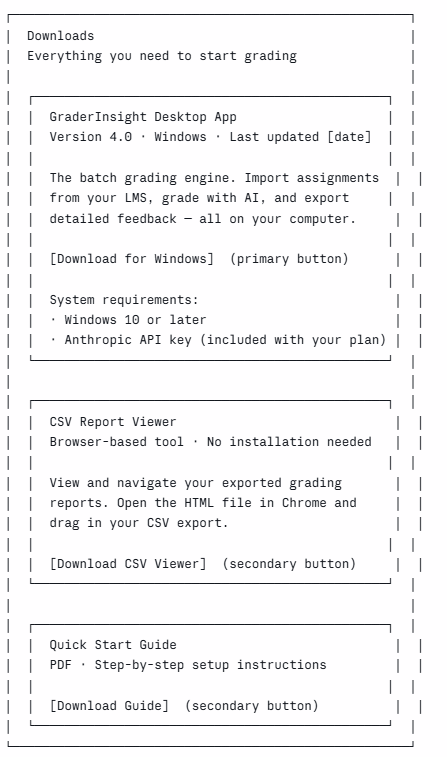 Downloads
Everything you need to start grading
GraderInsight Desktop App
Version 4.0 · Windows · Last updated [date]
The batch grading engine. Import assignments
from your LMS, grade with AI, and export
detailed feedback — all on your computer.
[Download for Windows]  (primary button)
System requirements:
· Windows 10 or later
· Anthropic API key (included with your plan)
CSV Report Viewer
Browser-based tool · No installation needed
View and navigate your exported grading
reports. Open the HTML file in Chrome and
drag in your CSV export.
[Download CSV Viewer]  (secondary button)
Quick Start Guide
PDF · Step-by-step setup instructions
[Download Guide]  (secondary button)